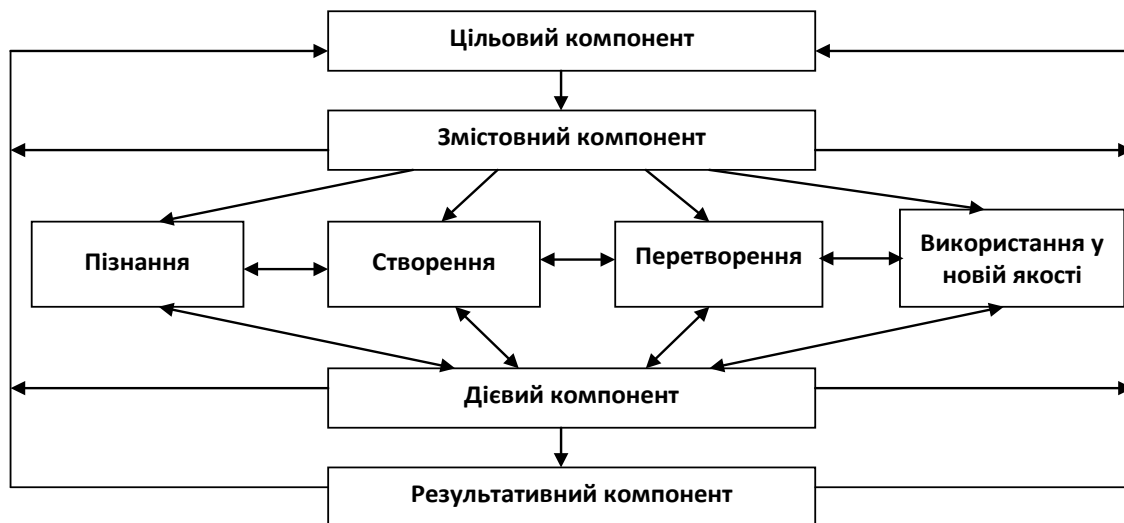 Цільовий компонент
Змістовний компонент
Пізнання
Створення
Перетворення
Використання у
новій якості
Дієвий компонент
Результативний компонент